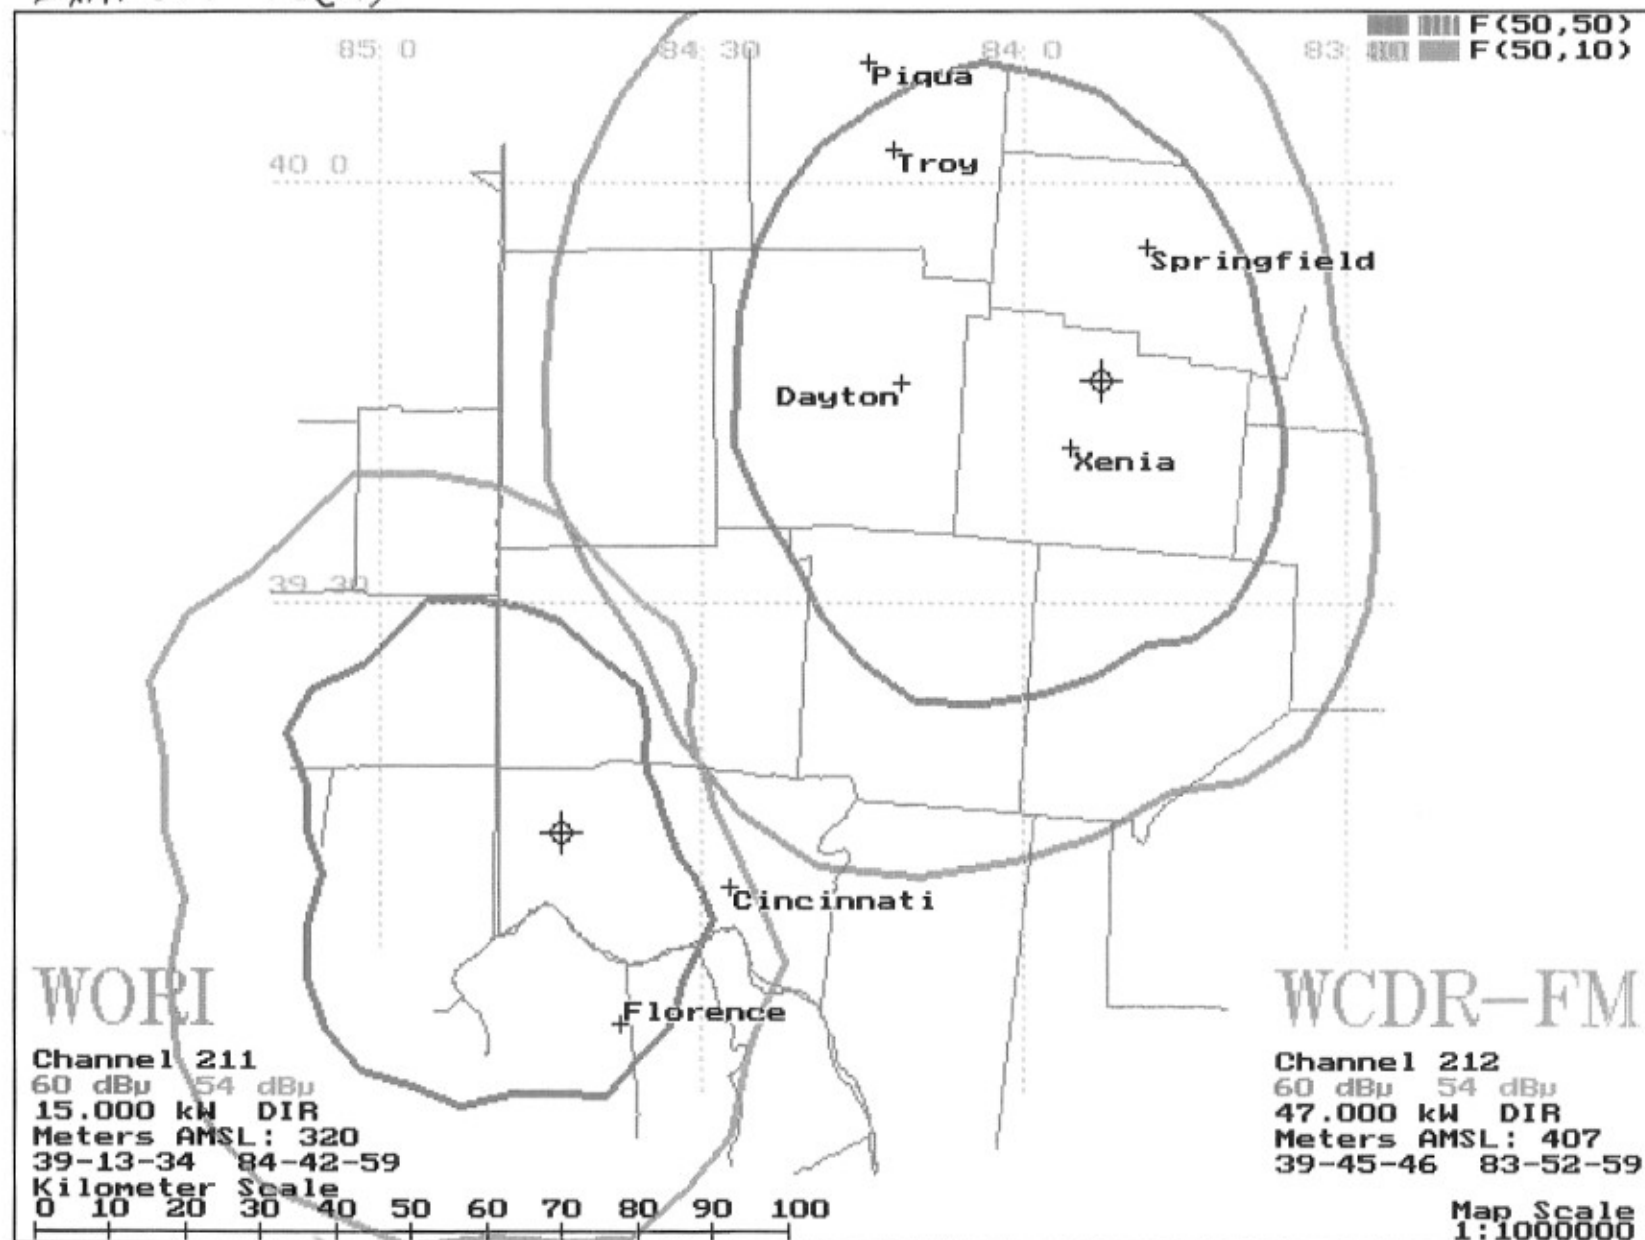 F(50,50)
F(50,10)
85 0
84 30
84 0
83
Piqua
40 0
Troy
Springfield
Dayton
Xenia
39 30
Cincinnati
Florence
WORI
Channel 211
60 dBµ 54 dBµ
15.000 kW DIR
Meters AMSL: 320
39-13-34 84-42-59
Kilometer Scale
0 10 20 30 40 50 60 70 80 90 100
WCDR-FM
Channel 212
60 dBµ 54 dBµ
47.000 kW DIR
Meters AMSL: 407
39-45-46 83-52-59
Map Scale
1:1000000